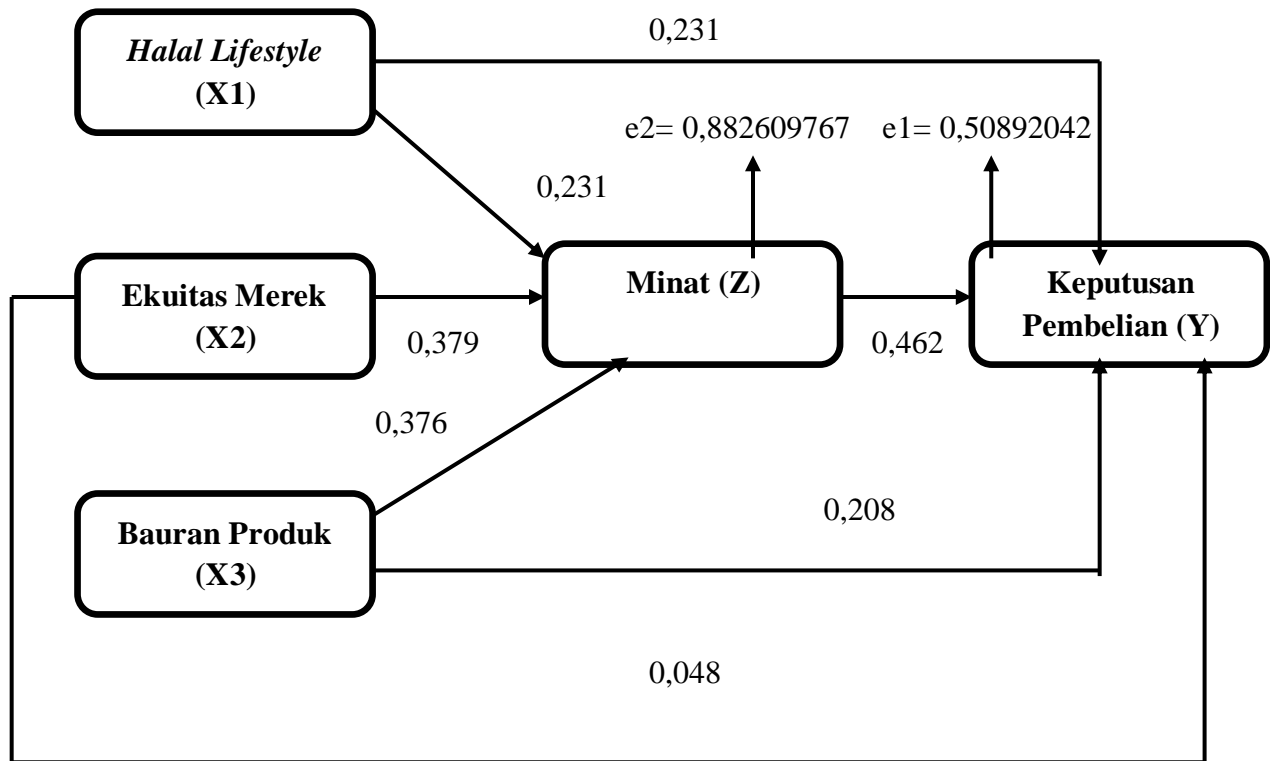 Halal Lifestyle
(X1)
0,231
e2= 0,882609767
e1= 0,50892042
0,231
Ekuitas Merek
(X2)
Minat (Z)
Keputusan
Pembelian (Y)
0,379
0,462
0,376
Bauran Produk
(X3)
0,208
0,048